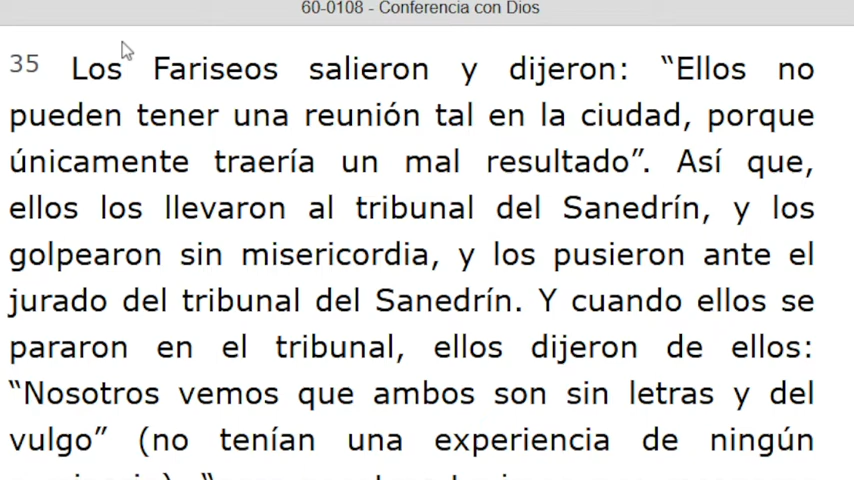 60-0108 - Conferencia con Dios
35 Los Fariseos salieron y dijeron: “Ellos no
pueden tener una reunión tal en la ciudad, porque
únicamente traería un mal resultado”. Así que,
ellos los llevaron al tribunal del Sanedrín, y los
golpearon sin misericordia, y los pusieron ante el
jurado del tribunal del Sanedrín. Y cuando ellos se
pararon en el tribunal, ellos dijeron de ellos:
“Nosotros vemos que ambos son sin letras y del
vulgo” (no tenían una experiencia de ningún